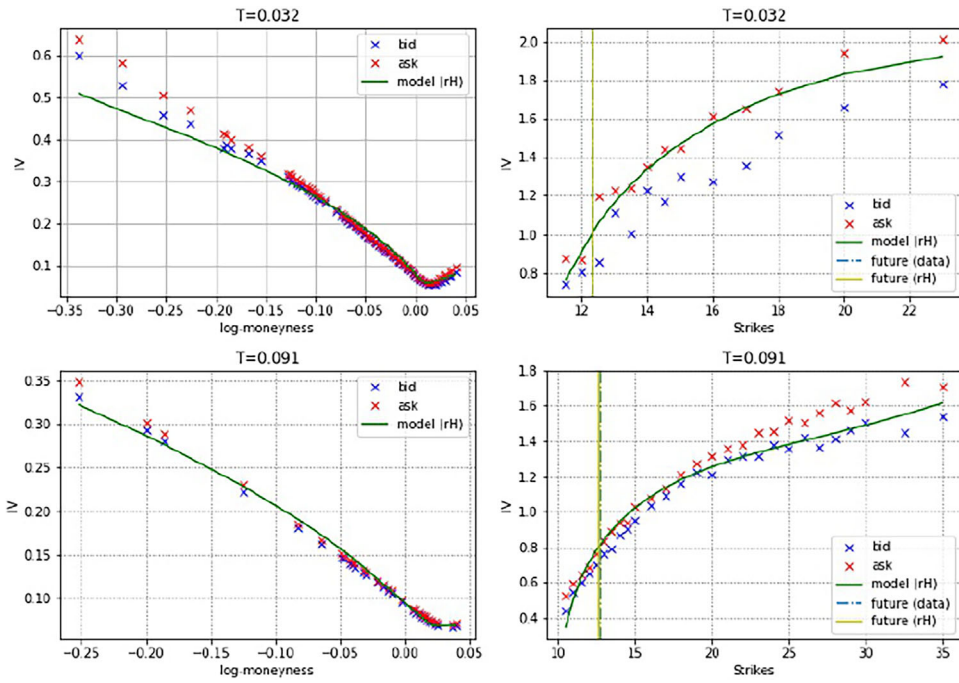 T=0.032
bid
ask
model (rH)
0.6
0.5
0.4
0.3
0.2
0.1
IV
−0.35 −0.30 −0.25 −0.20 −0.15 −0.10 −0.05 0.00 0.05
log-moneyness
T=0.032
2.0
1.8
1.6
1.4
1.2
1.0
0.8
IV
bid
ask
model (rH)
future (data)
future (rH)
12 14 16 18 20 22
Strikes
T=0.091
bid
ask
model (rH)
0.35
0.30
0.25
0.20
0.15
0.10
IV
−0.25 −0.20 −0.15 −0.10 −0.05 0.00 0.05
log-moneyness
T=0.091
1.8
1.6
1.4
1.2
1.0
0.8
0.6
0.4
IV
bid
ask
model (rH)
future (data)
future (rH)
10 15 20 25 30 35
Strikes